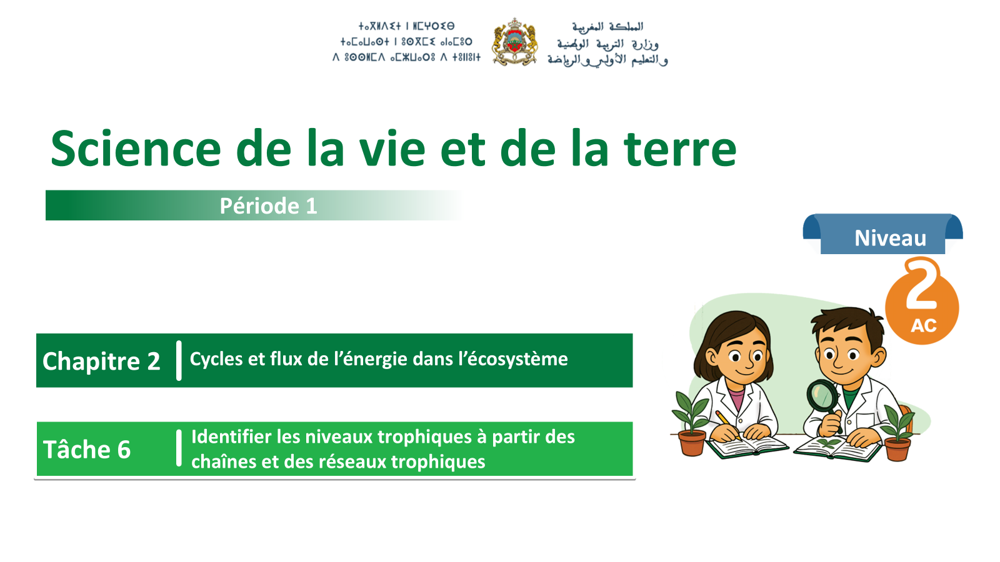 ⵜⴰⴳⵍⴷⵉⵜ ⵏ ⵍⵎⵖⵔⵉⴱ
ⵜⴰⵎⴰⵡⴰⵙⵜ ⵏ ⵓⵙⴳⵎⵉ ⴰⵏⴰⵎⵓⵔ
ⴷ ⵓⵙⵙⵍⵎⴷ ⴰⵎⵣⵡⴰⵔⵓ ⴷ ⵜⵓⵏⵏⵓⵏⵜ
المملكة المغربية
وزارة التربية الوطنية
والتعليم الأولي والرياضة
Science de la vie et de la terre
Période 1
Niveau
2
AC
Chapitre 2
Cycles et flux de l’énergie dans l’écosystème
Tâche 6
Identifier les niveaux trophiques à partir des
chaînes et des réseaux trophiques